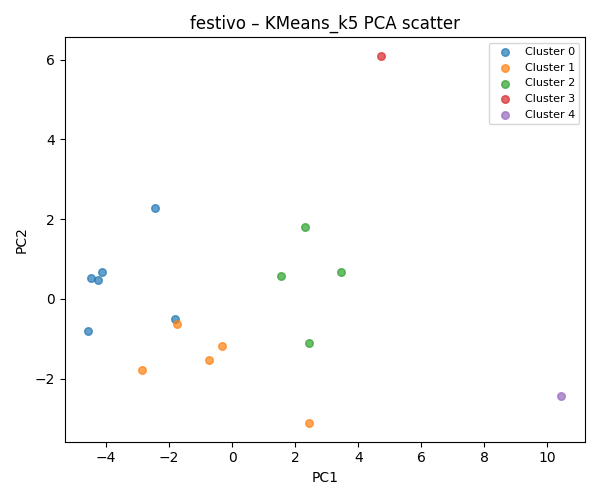 festivo – KMeans_k5 PCA scatter
Cluster 0
Cluster 1
Cluster 2
Cluster 3
Cluster 4
PC2
6
4
2
0
−2
−4 −2 0 2 4 6 8 10
PC1